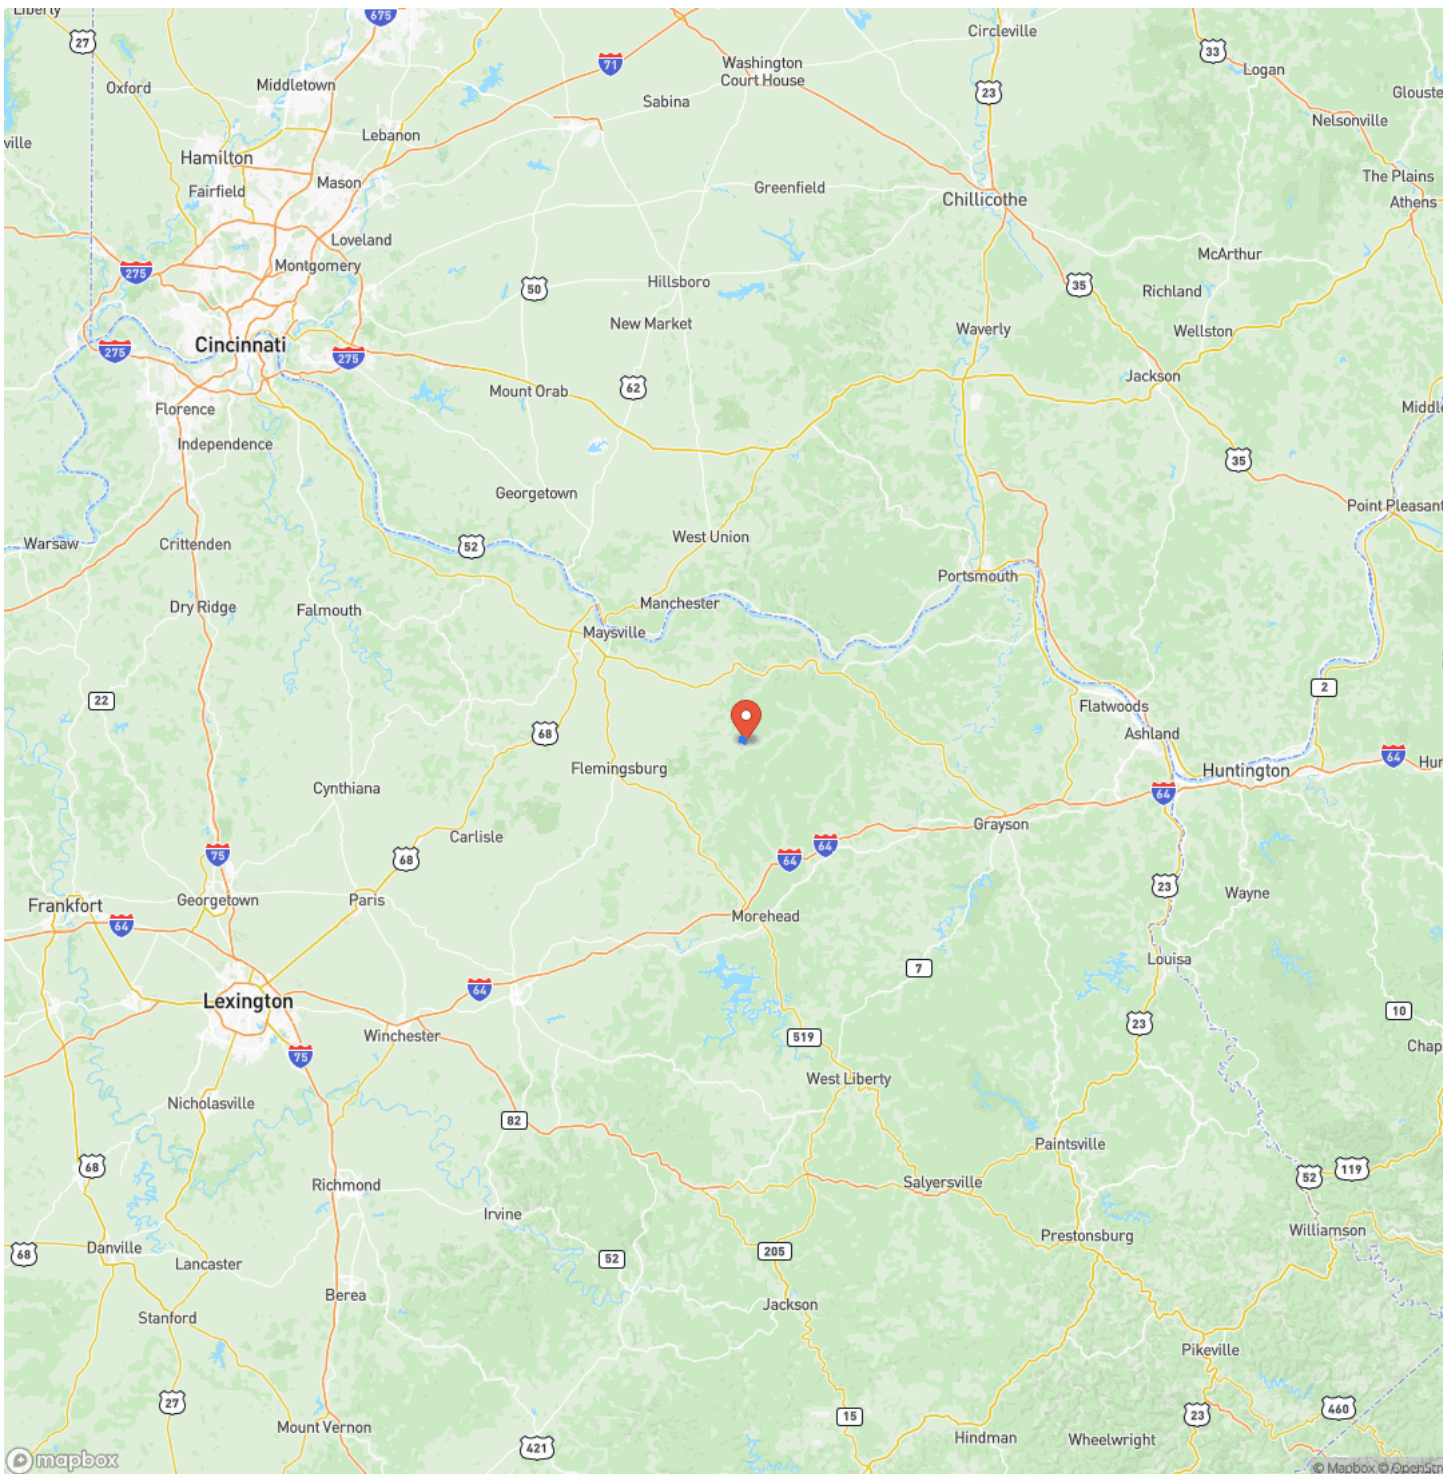 Liberty
675
27
71
Circleville
33
Washington
Court House
Logan
Oxford
Middletown
23
Glouste
Sabina
Nelsonville
Lebanon
ville
Hamilton
The Plains
Mason
Greenfield
Fairfield
Chillicothe
Athens
Loveland
McArthur
Montgomery
275
Hillsboro
35
50
Richland
New Market
Waverly
Wellston
Cincinnati
275
275
Jackson
62
Mount Orab
Florence
Middle
Independence
35
Georgetown
Point Pleasant
West Union
Warsaw
Crittenden
52
Portsmouth
Manchester
Dry Ridge
Falmouth
Maysville
2
22
Flatwoods
68
Ashland
64
Hur
Flemingsburg
Huntington
Cynthiana
64
Grayson
Carlisle
64
75
68
64
23
Wayne
Georgetown
Paris
Frankfort
Morehead
64
Louisa
7
64
Lexington
10
23
Winchester
519
Chap
75
West Liberty
Nicholasville
82
Paintsville
68
119
52
Salyersville
Richmond
Irvine
Williamson
Prestonsburg
Danville
205
68
52
Lancaster
Berea
Jackson
Stanford
Pikeville
27
460
23
15
Mount Vernon
Hindman
Wheelwright
421
mapbox
© Mapbox © OpenStr